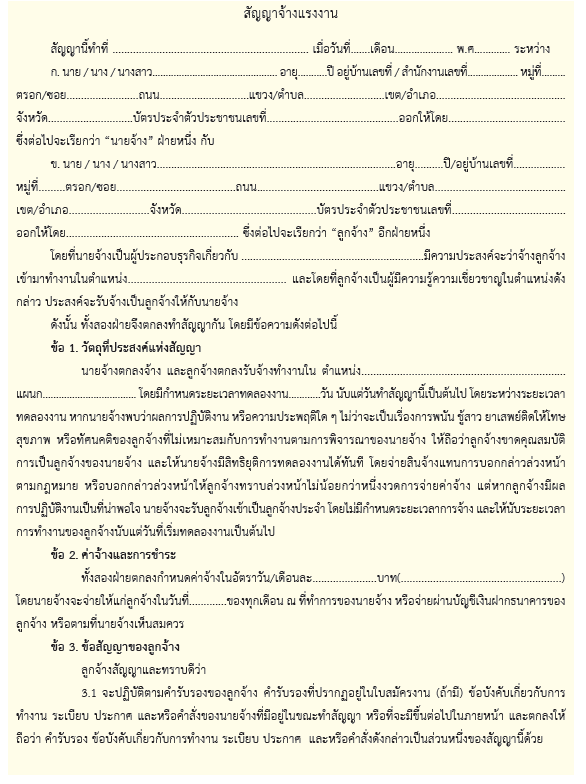 สัญญาจ้างแรงงาน
สัญญานี้ทำที่ ................................................................ เมื่อวันที่.......เดือน.................... พ.ศ............ ระหว่าง
ก. นาย / นาง / นางสาว........................................... อายุ..........ปี อยู่บ้านเลขที่ / สำนักงานเลขที่................. หมู่ที่........
ตรอก/ซอย.........................ถนน........................................แขวง/ตำบล............................เขต/อำเภอ.............................................
จังหวัด.............................บัตรประจำตัวประชาชนเลขที่.............................................ออกให้โดย........................................
ซึ่งต่อไปจะเรียกว่า “นายจ้าง” ฝ่ายหนึ่ง กับ
ข. นาย / นาง / นางสาว..................................................................................อายุ..........ปี/อยู่บ้านเลขที่..................
หมู่ที่.........ตรอก/ซอย.........................................ถนน..........................................แขวง/ตำบล.............................................
เขต/อำเภอ............................จังหวัด...............................................บัตรประจำตัวประชาชนเลขที่.......................................
ออกให้โดย............................................................ ซึ่งต่อไปจะเรียกว่า “ลูกจ้าง” อีกฝ่ายหนึ่ง
โดยที่นายจ้างเป็นผู้ประกอบธุรกิจเกี่ยวกับ ...............................................................มีความประสงค์จะว่าจ้างลูกจ้าง
เข้ามาทำงานในตำแหน่ง....................................................... และโดยที่ลูกจ้างเป็นผู้มีความรู้ความเชี่ยวชาญในตำแหน่งดัง
กล่าว ประสงค์จะรับจ้างเป็นลูกจ้างให้กับนายจ้าง
ดังนั้น ทั้งสองฝ่ายจึงตกลงทำสัญญากัน โดยมีข้อความดังต่อไปนี้
ข้อ 1. วัตถุที่ประสงค์แห่งสัญญา
นายจ้างตกลงจ้าง และลูกจ้างตกลงรับจ้างทำงานใน ตำแหน่ง......................................................................
แผนก................................ โดยมีกำหนดระยะเวลาทดลองงาน...........วัน นับแต่วันทำสัญญานี้เป็นต้นไป โดยระหว่างระยะเวลา
ทดลองงาน หากนายจ้างพบว่าผลการปฏิบัติงาน หรือความประพฤติใด ๆ ไม่ว่าจะเป็นเรื่องการพนัน ชู้สาว ยาเสพย์ติดให้โทษ
สุขภาพ หรือทัศนคติของลูกจ้างที่ไม่เหมาะสมกับการทำงานตามการพิจารณาของนายจ้าง ให้ถือว่าลูกจ้างขาดคุณสมบัติ
การเป็นลูกจ้างของนายจ้าง และให้นายจ้างมีสิทธิยุติการทดลองงานได้ทันที โดยจ่ายสินจ้างแทนการบอกกล่าวล่วงหน้า
ตามกฎหมาย หรือบอกกล่าวล่วงหน้าให้ลูกจ้างทราบล่วงหน้าไม่น้อยกว่าหนึ่งงวดการจ่ายค่าจ้าง แต่หากลูกจ้างมีผล
การปฏิบัติงานเป็นที่น่าพอใจ นายจ้างจะรับลูกจ้างเข้าเป็นลูกจ้างประจำ โดยไม่มีกำหนดระยะเวลาการจ้าง และให้นับระยะเวลา
การทำงานของลูกจ้างนับแต่วันที่เริ่มทดลองงานเป็นต้นไป
ข้อ 2. ค่าจ้างและการชำระ
ทั้งสองฝ่ายตกลงกำหนดค่าจ้างในอัตราวัน/เดือนละ......................บาท(.......................................................)
โดยนายจ้างจะจ่ายให้แก่ลูกจ้างในวันที่.............ของทุกเดือน ณ ที่ทำการของนายจ้าง หรือจ่ายผ่านบัญชีเงินฝากธนาคารของ
ลูกจ้าง หรือตามที่นายจ้างเห็นสมควร
ข้อ 3. ข้อสัญญาของลูกจ้าง
ลูกจ้างสัญญาและทราบดีว่า
3.1 จะปฏิบัติตามคำรับรองของลูกจ้าง คำรับรองที่ปรากฏอยู่ในใบสมัครงาน (ถ้ามี) ข้อบังคับเกี่ยวกับการ
ทำงาน ระเบียบ ประกาศ และหรือคำสั่งของนายจ้างที่มีอยู่ในขณะทำสัญญา หรือที่จะมีขึ้นต่อไปในภายหน้า และตกลงให้
ถือว่า คำรับรอง ข้อบังคับเกี่ยวกับการทำงาน ระเบียบ ประกาศ และหรือคำสั่งดังกล่าวเป็นส่วนหนึ่งของสัญญานี้ด้วย